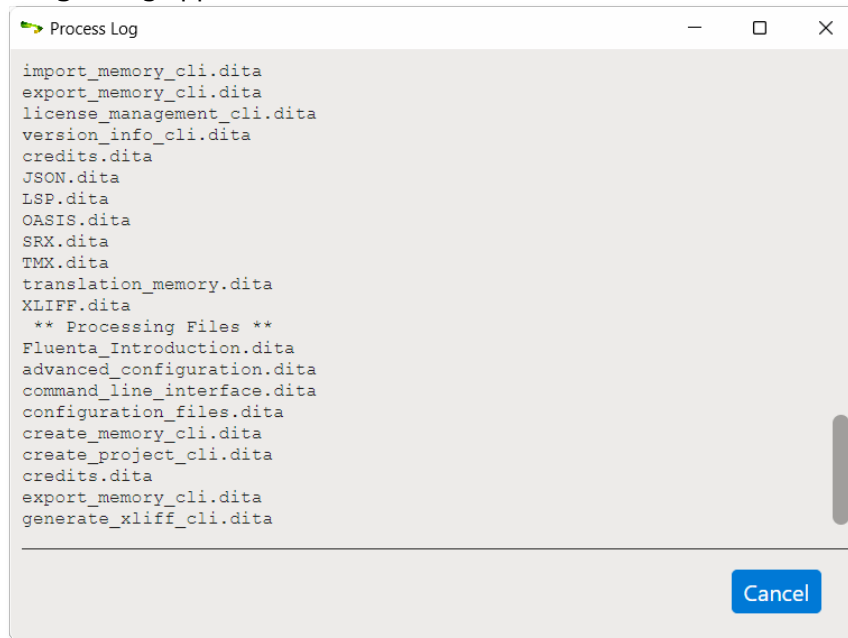 Process Log
import_memory_cli.dita
export_memory_cli.dita
license_management_cli.dita
version_info_cli.dita
credits.dita
JSON.dita
LSP.dita
OASIS.dita
SRX.dita
TMX.dita
translation_memory.dita
XLIFF.dita
** Processing Files **
Fluenta_Introduction.dita
advanced_configuration.dita
command_line_interface.dita
configuration_files.dita
create_memory_cli.dita
create_project_cli.dita
credits.dita
export_memory_cli.dita
generate_xliff_cli.dita
Cancel